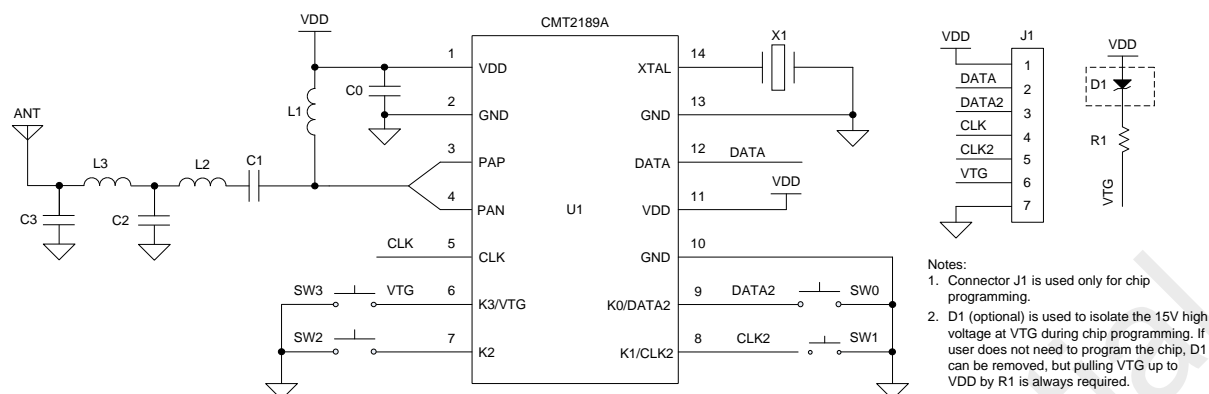 CMT2189A
VDD
1
VDD
C0
2
GND
L1
ANT
L3
L2
C1
3
PAP
4
PAN
C3
C2
U1
CLK
5
CLK
SW3
VTG
6
K3/VTG
SW2
7
K2
X1
14
XTAL
13
GND
12
DATA
DATA
VDD
11
VDD
10
GND
9
DATA2
SW0
K0/DATA2
8
CLK2
SW1
K1/CLK2
J1
VDD
1
DATA
2
DATA2
3
CLK
4
CLK2
5
VTG
6
7
VDD
D1
R1
VTG
Notes:
1. Connector J1 is used only for chip
programming.
2. D1 (optional) is used to isolate the 15V high
voltage at VTG during chip programming. If
user does not need to program the chip, D1
can be removed, but pulling VTG up to
VDD by R1 is always required.